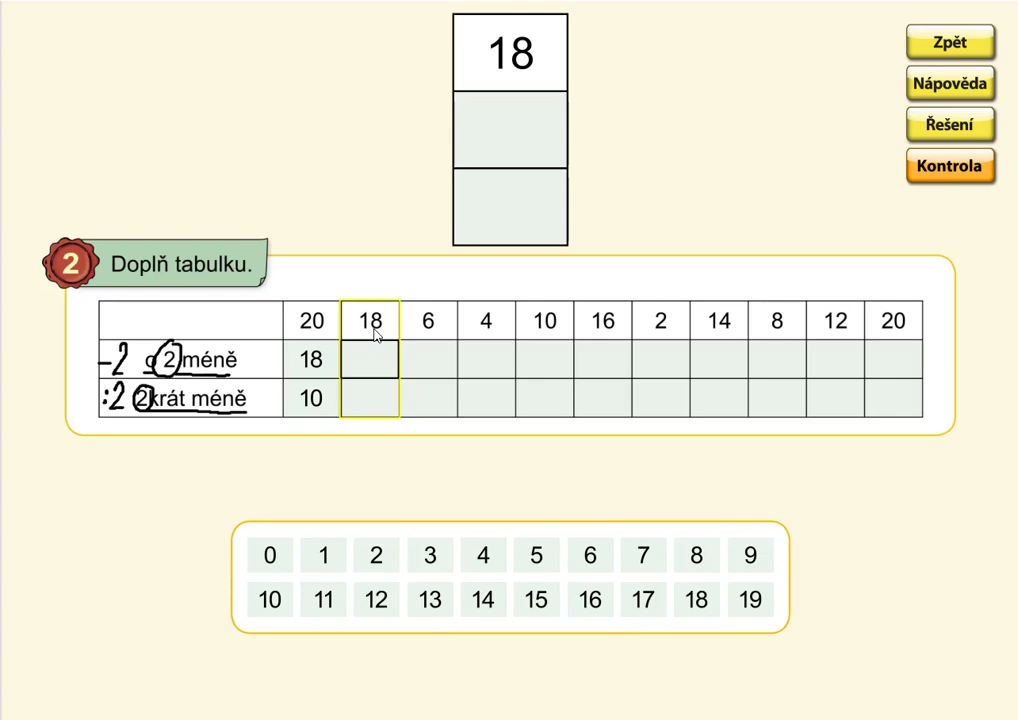 18
Zpět
Nápověda
Řešení
Kontrola
2 Doplň tabulku.
20 18 6 4 10 16 2 14 8 12 20
-2 o 2 méně 18
:2 2krát méně 10
0 1 2 3 4 5 6 7 8 9
10 11 12 13 14 15 16 17 18 19